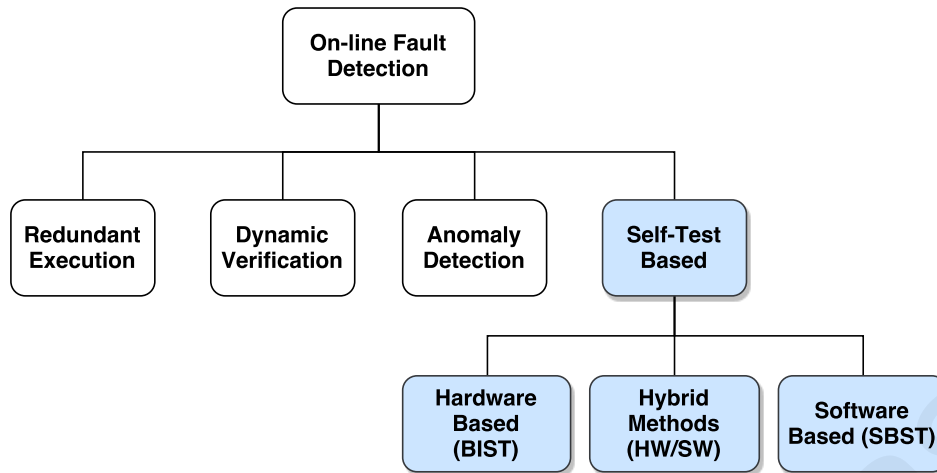 On-line Fault
Detection
Redundant
Execution
Dynamic
Verification
Anomaly
Detection
Self-Test
Based
Hardware
Based
(BIST)
Hybrid
Methods
(HW/SW)
Software
Based (SBST)